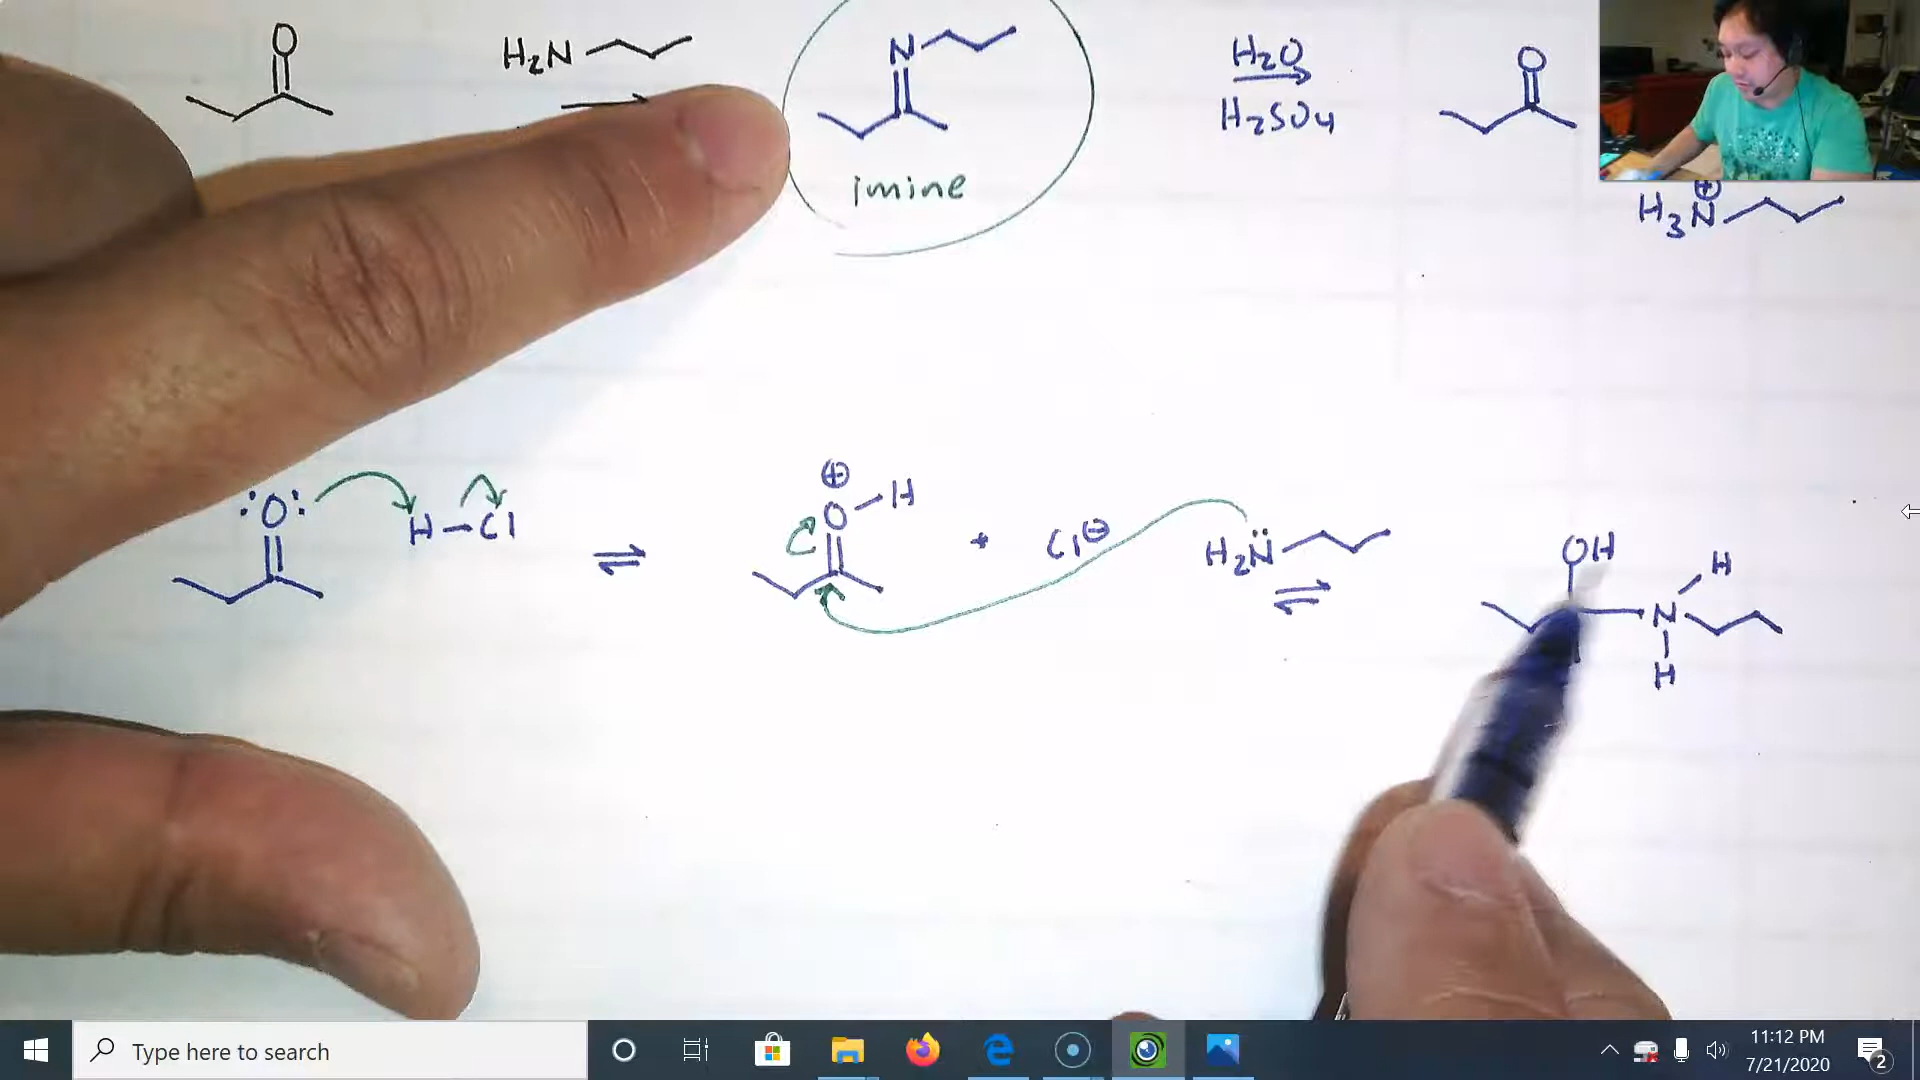 O
H₂N
N
imine
H₂O
H₂SO₄
O
H₃N⊕
:O:
H-Cl
⇌
⊕
O-H
+ Cl⊖
H₂N̈
⇌
OH
H
N
H
Type here to search
11:12 PM
7/21/2020
2